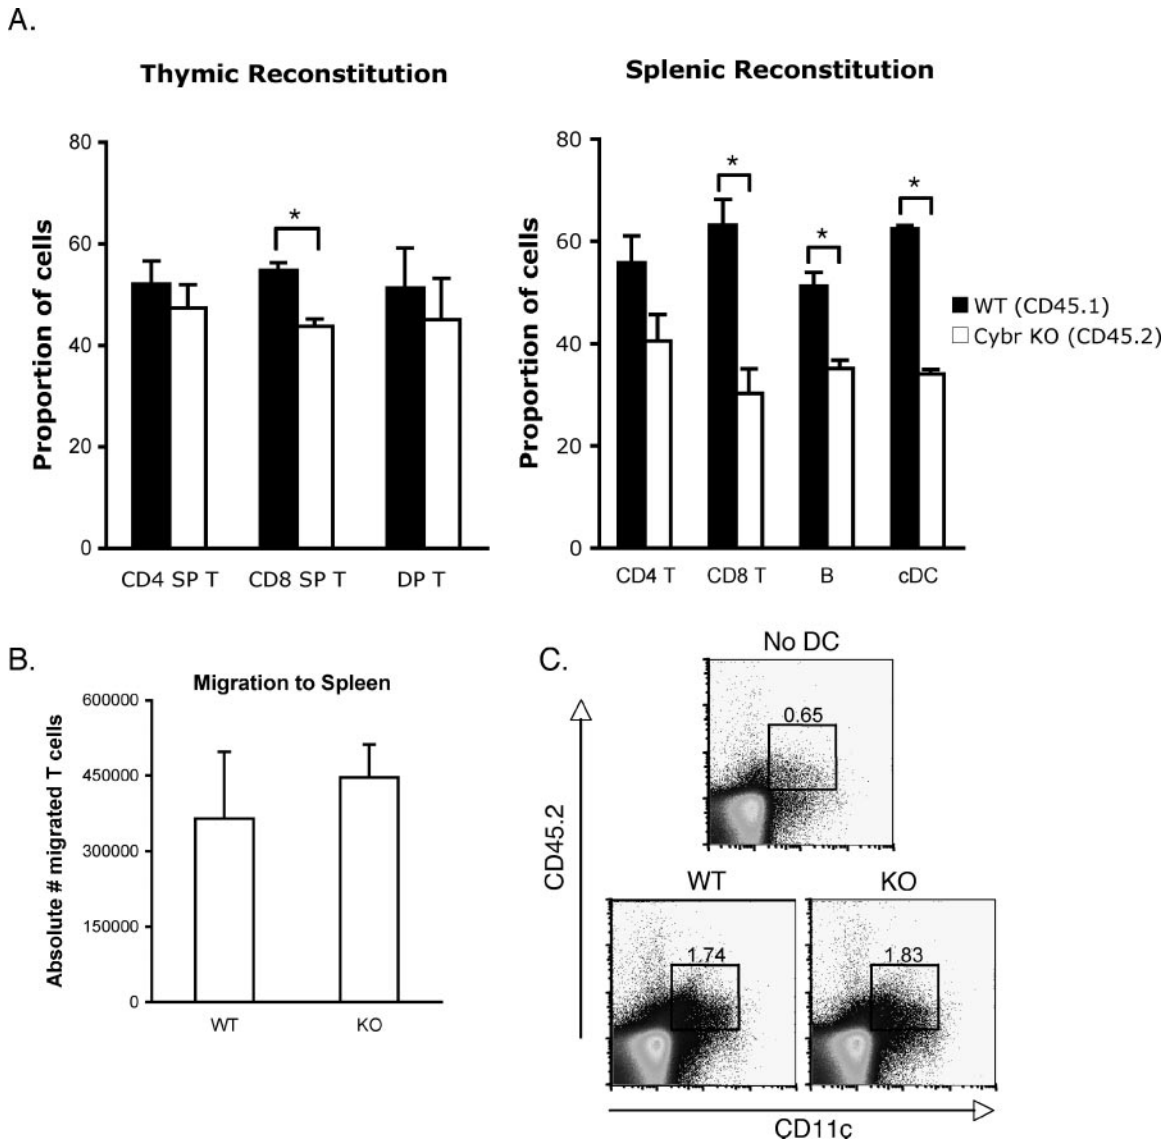 A.
Thymic Reconstitution
Proportion of cells
80
60
40
20
0
*
CD4 SP T
CD8 SP T
DP T
Splenic Reconstitution
Proportion of cells
80
60
40
20
0
*
*
*
CD4 T
CD8 T
B
cDC
WT (CD45.1)
Cybr KO (CD45.2)
B.
Migration to Spleen
Absolute # migrated T cells
600000
450000
300000
150000
0
WT
KO
C.
No DC
0.65
CD45.2
WT
1.74
KO
1.83
CD11c